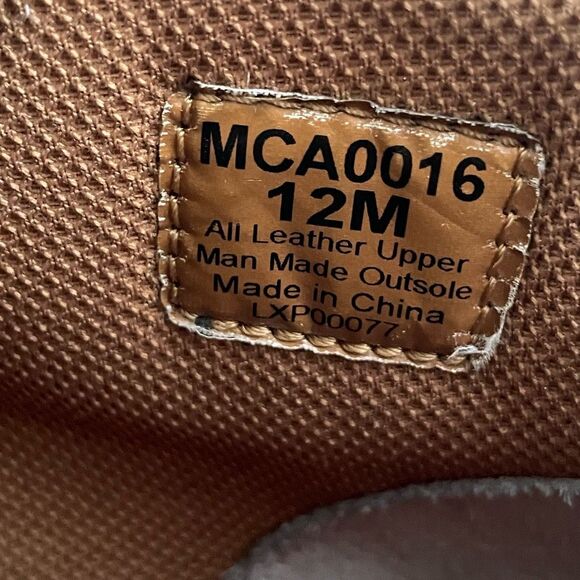 MCA0016
12M
All Leather Upper
Man Made Outsole
Made in China
LXP00077